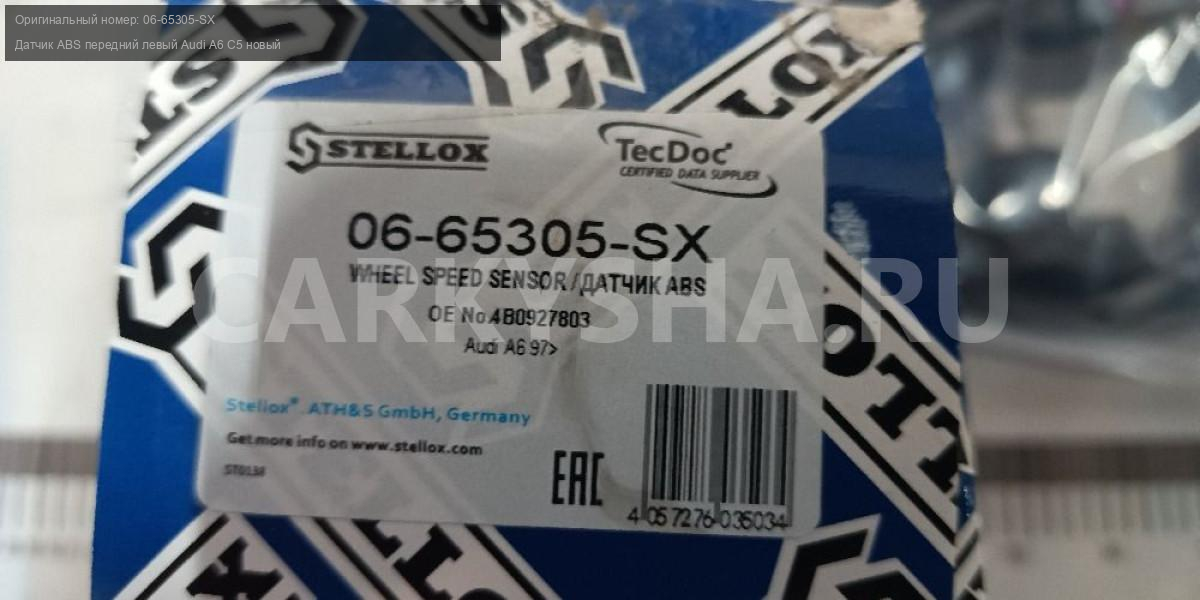 Оригинальный номер: 06-65305-SX
Датчик ABS передний левый Audi A6 C5 новый
STELLOX
TecDoc
CERTIFIED DATA SUPPLIER
06-65305-SX
WHEEL SPEED SENSOR/ДАТЧИК ABS
CARKYSHA.RU
OE No.4B0927803
Audi A6 97>
Stellox® ATH&S GmbH, Germany
Get more info on www.stellox.com
EAC
4 057276 035034